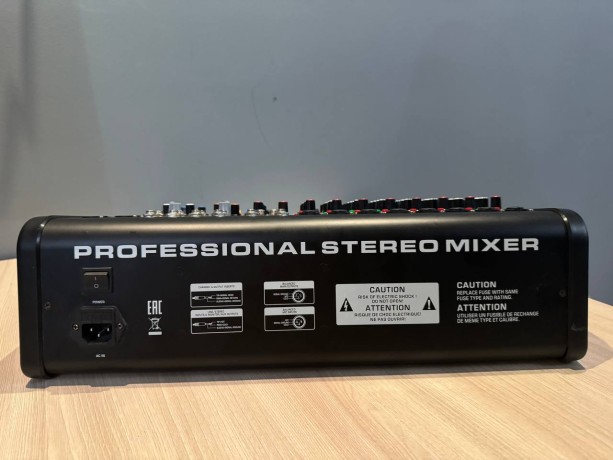 PROFESSIONAL STEREO MIXER
POWER
AC IN
EAC
CAUTION
RISK OF ELECTRIC SHOCK !
DO NOT OPEN !
ATTENTION
RISQUE DE CHOC ELECTRIQUE!
NE PAS OUVRIR!
CAUTION
REPLACE FUSE WITH SAME
FUSE TYPE AND RATING.
ATTENTION
UTILISER UN FUSIBLE DE RECHANGE
DE MEME TYPE ET CALIBRE.